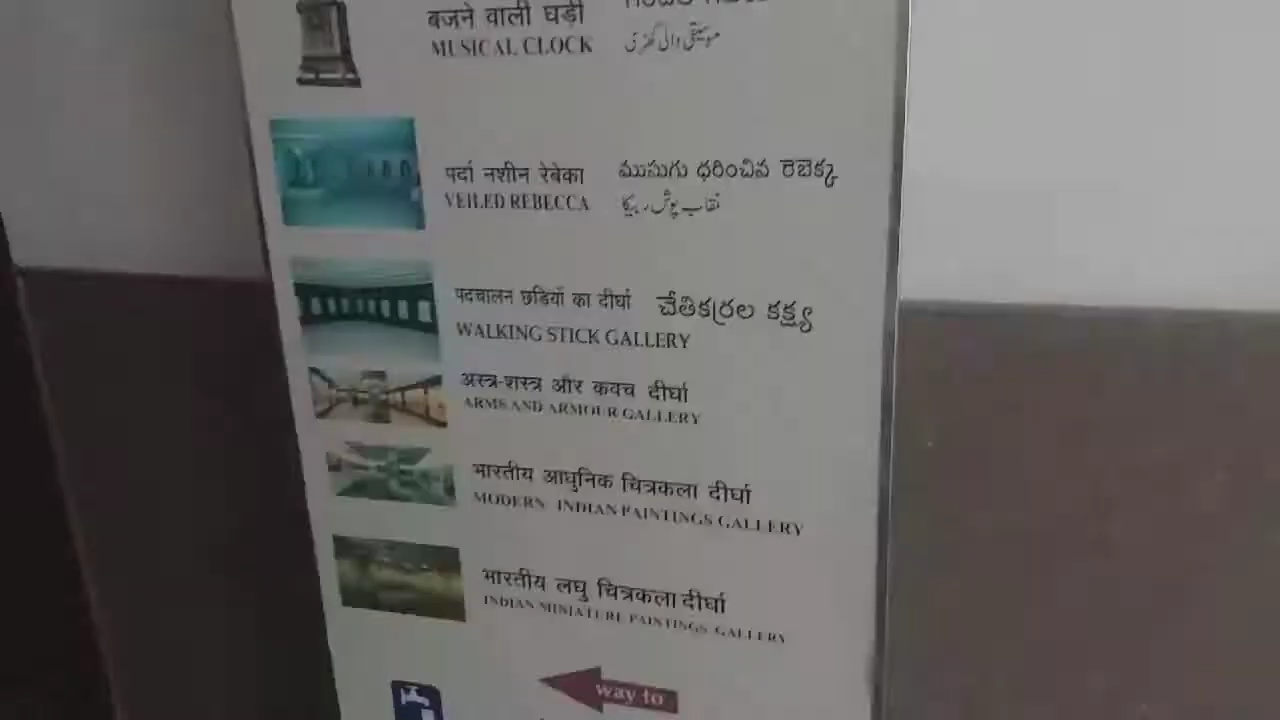 बजने वाली घड़ी
MUSICAL CLOCK
موسیقی والی گھڑی
पर्दा नशीन रेबेका
ముసుగు ధరించిన రెబెక్క
VEILED REBECCA
نقاب پوش ربیکا
पदचालन छडियों का दीर्घा
చేతికర్రల కక్ష్య
WALKING STICK GALLERY
अस्त्र-शस्त्र और कवच दीर्घा
ARMS AND ARMOUR GALLERY
भारतीय आधुनिक चित्रकला दीर्घा
MODERN INDIAN PAINTINGS GALLERY
भारतीय लघु चित्रकला दीर्घा
INDIAN MINIATURE PAINTINGS GALLERY
way to